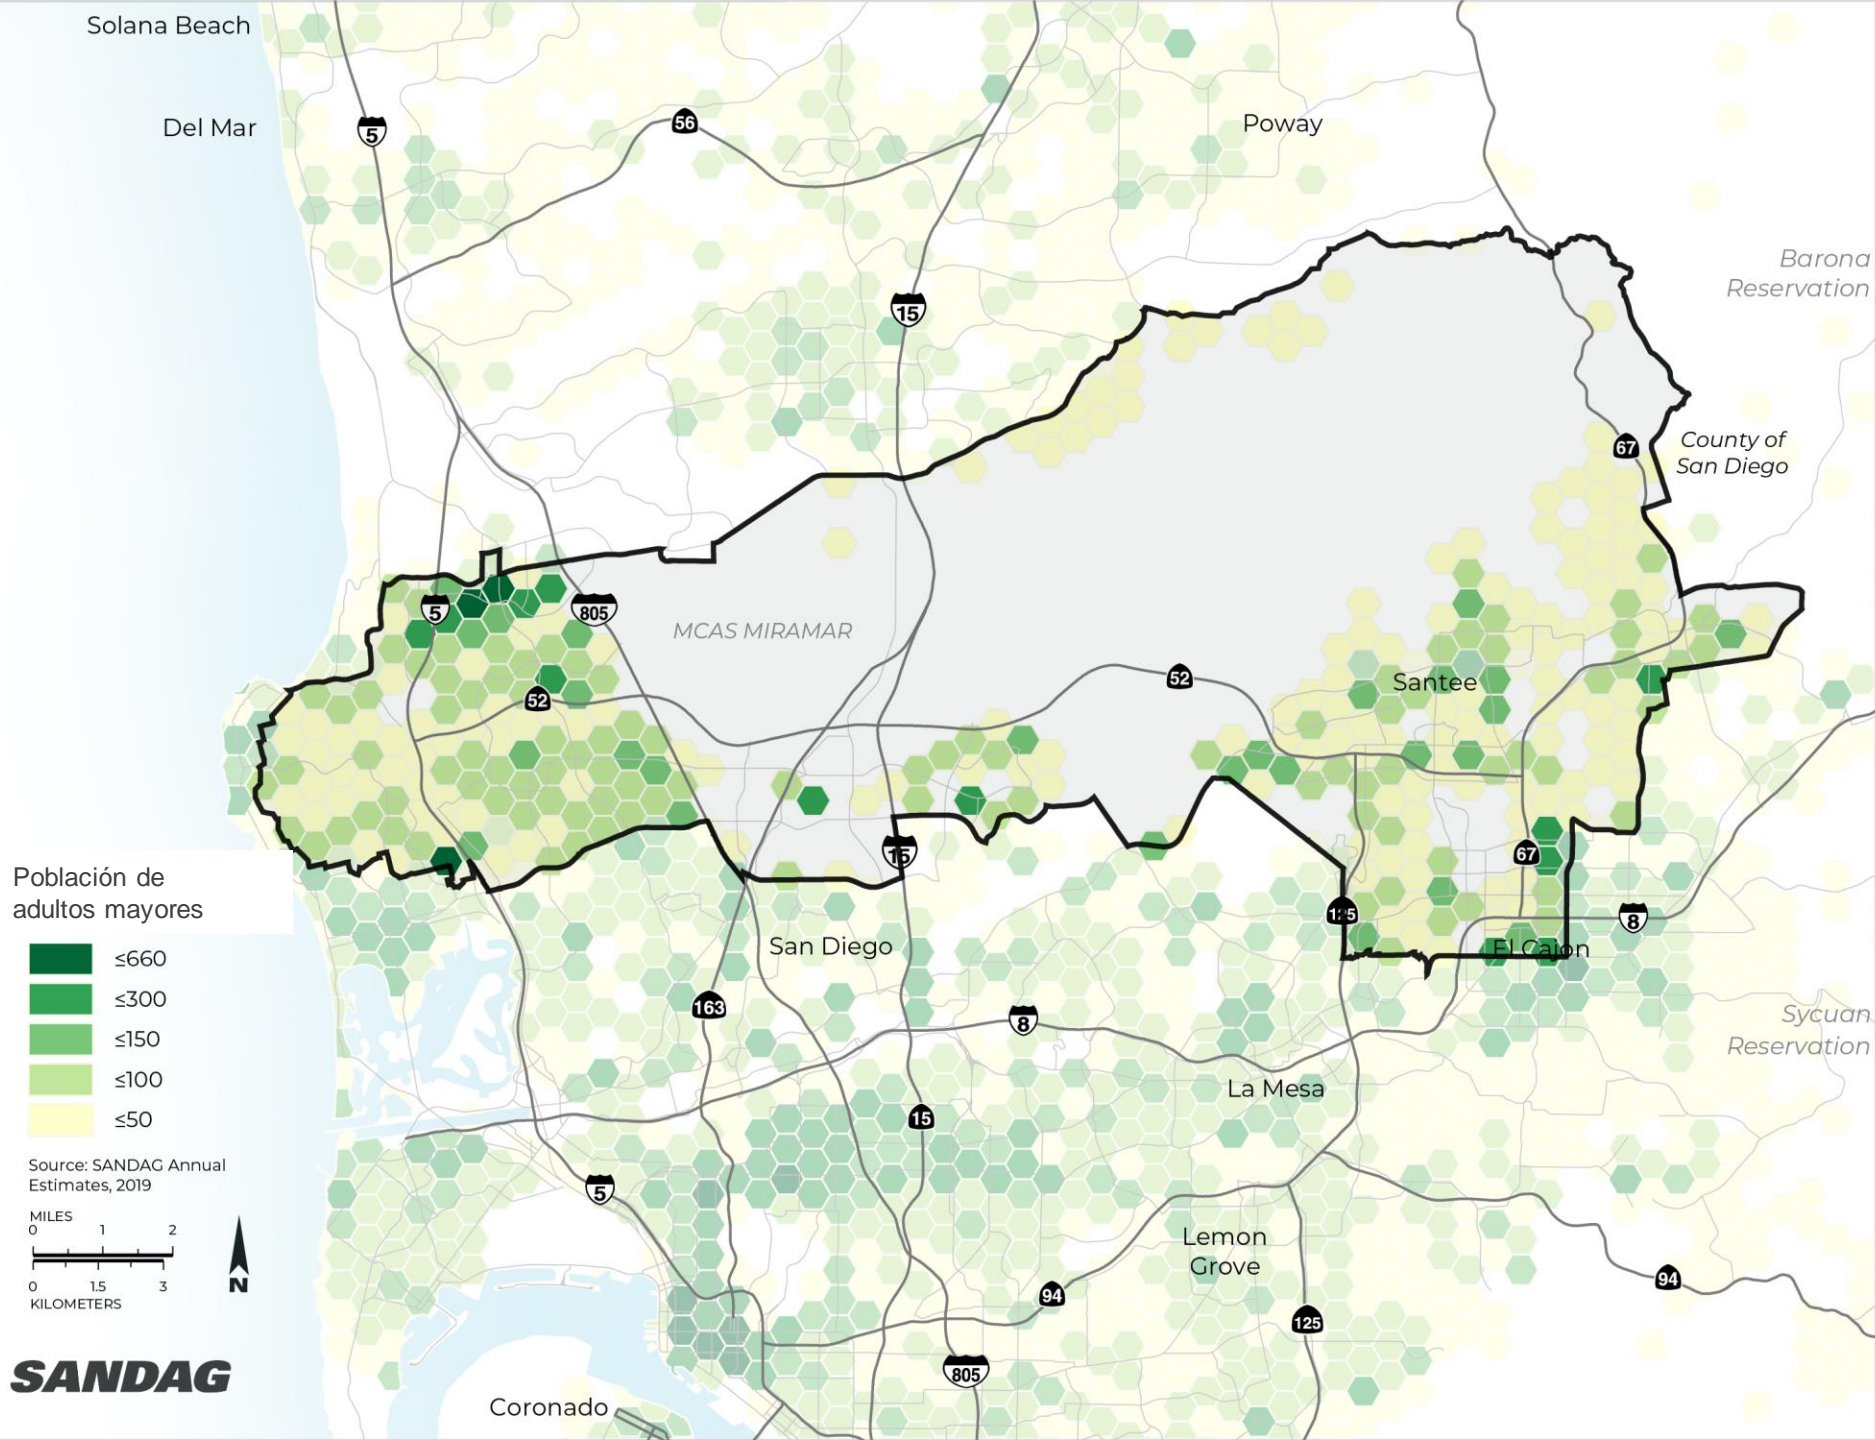 Solana Beach
Del Mar
5
56
Poway
15
Barona
Reservation
67
County of
San Diego
5
805
MCAS MIRAMAR
52
52
Santee
15
67
125
8
El Cajon
San Diego
163
8
Sycuan
Reservation
La Mesa
15
5
Lemon
Grove
94
94
125
805
Coronado
Población de
adultos mayores
≤660
≤300
≤150
≤100
≤50
Source: SANDAG Annual
Estimates, 2019
MILES
0 1 2
0 1.5 3
KILOMETERS
N
SANDAG